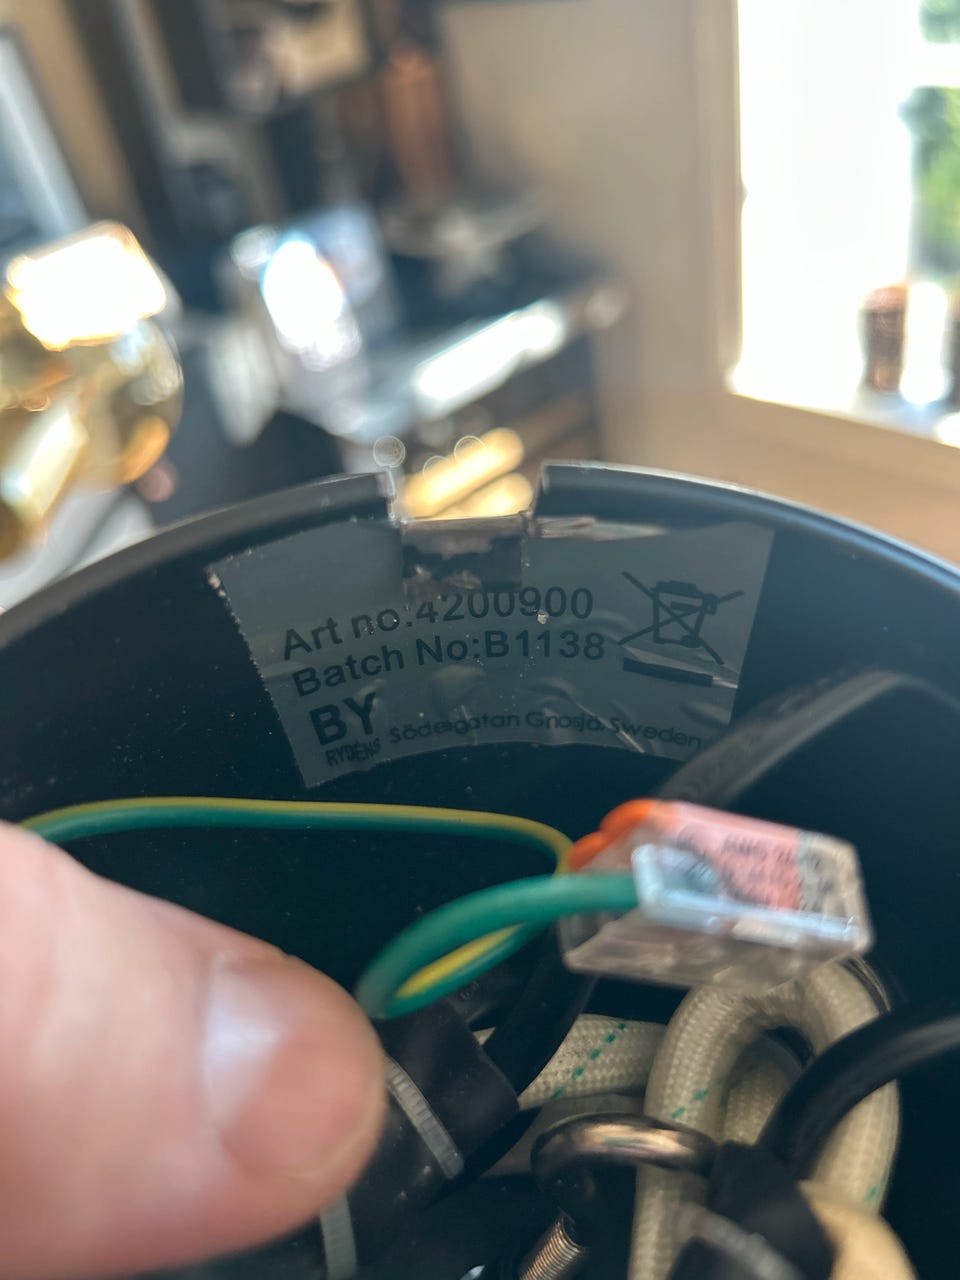 Art no:4200900
Batch No:B1138
BY
RYDÉNS Södergatan Gnosjö, Sweden